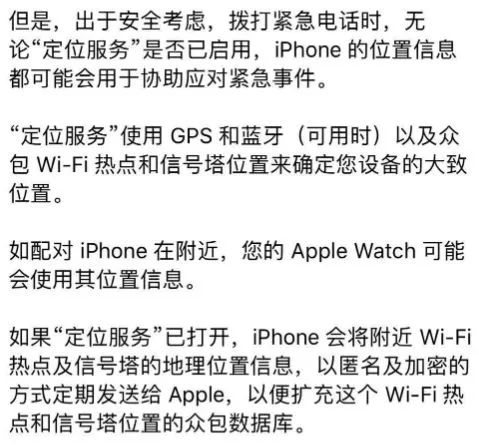 但是，出于安全考虑，拨打紧急电话时，无
论“定位服务”是否已启用，iPhone 的位置信息
都可能会用于协助应对紧急事件。
“定位服务”使用 GPS 和蓝牙（可用时）以及众
包 Wi-Fi 热点和信号塔位置来确定您设备的大致
位置。
如配对 iPhone 在附近，您的 Apple Watch 可能
会使用其位置信息。
如果“定位服务”已打开，iPhone 会将附近 Wi-Fi
热点及信号塔的地理位置信息，以匿名及加密的
方式定期发送给 Apple，以便扩充这个 Wi-Fi 热
点和信号塔位置的众包数据库。